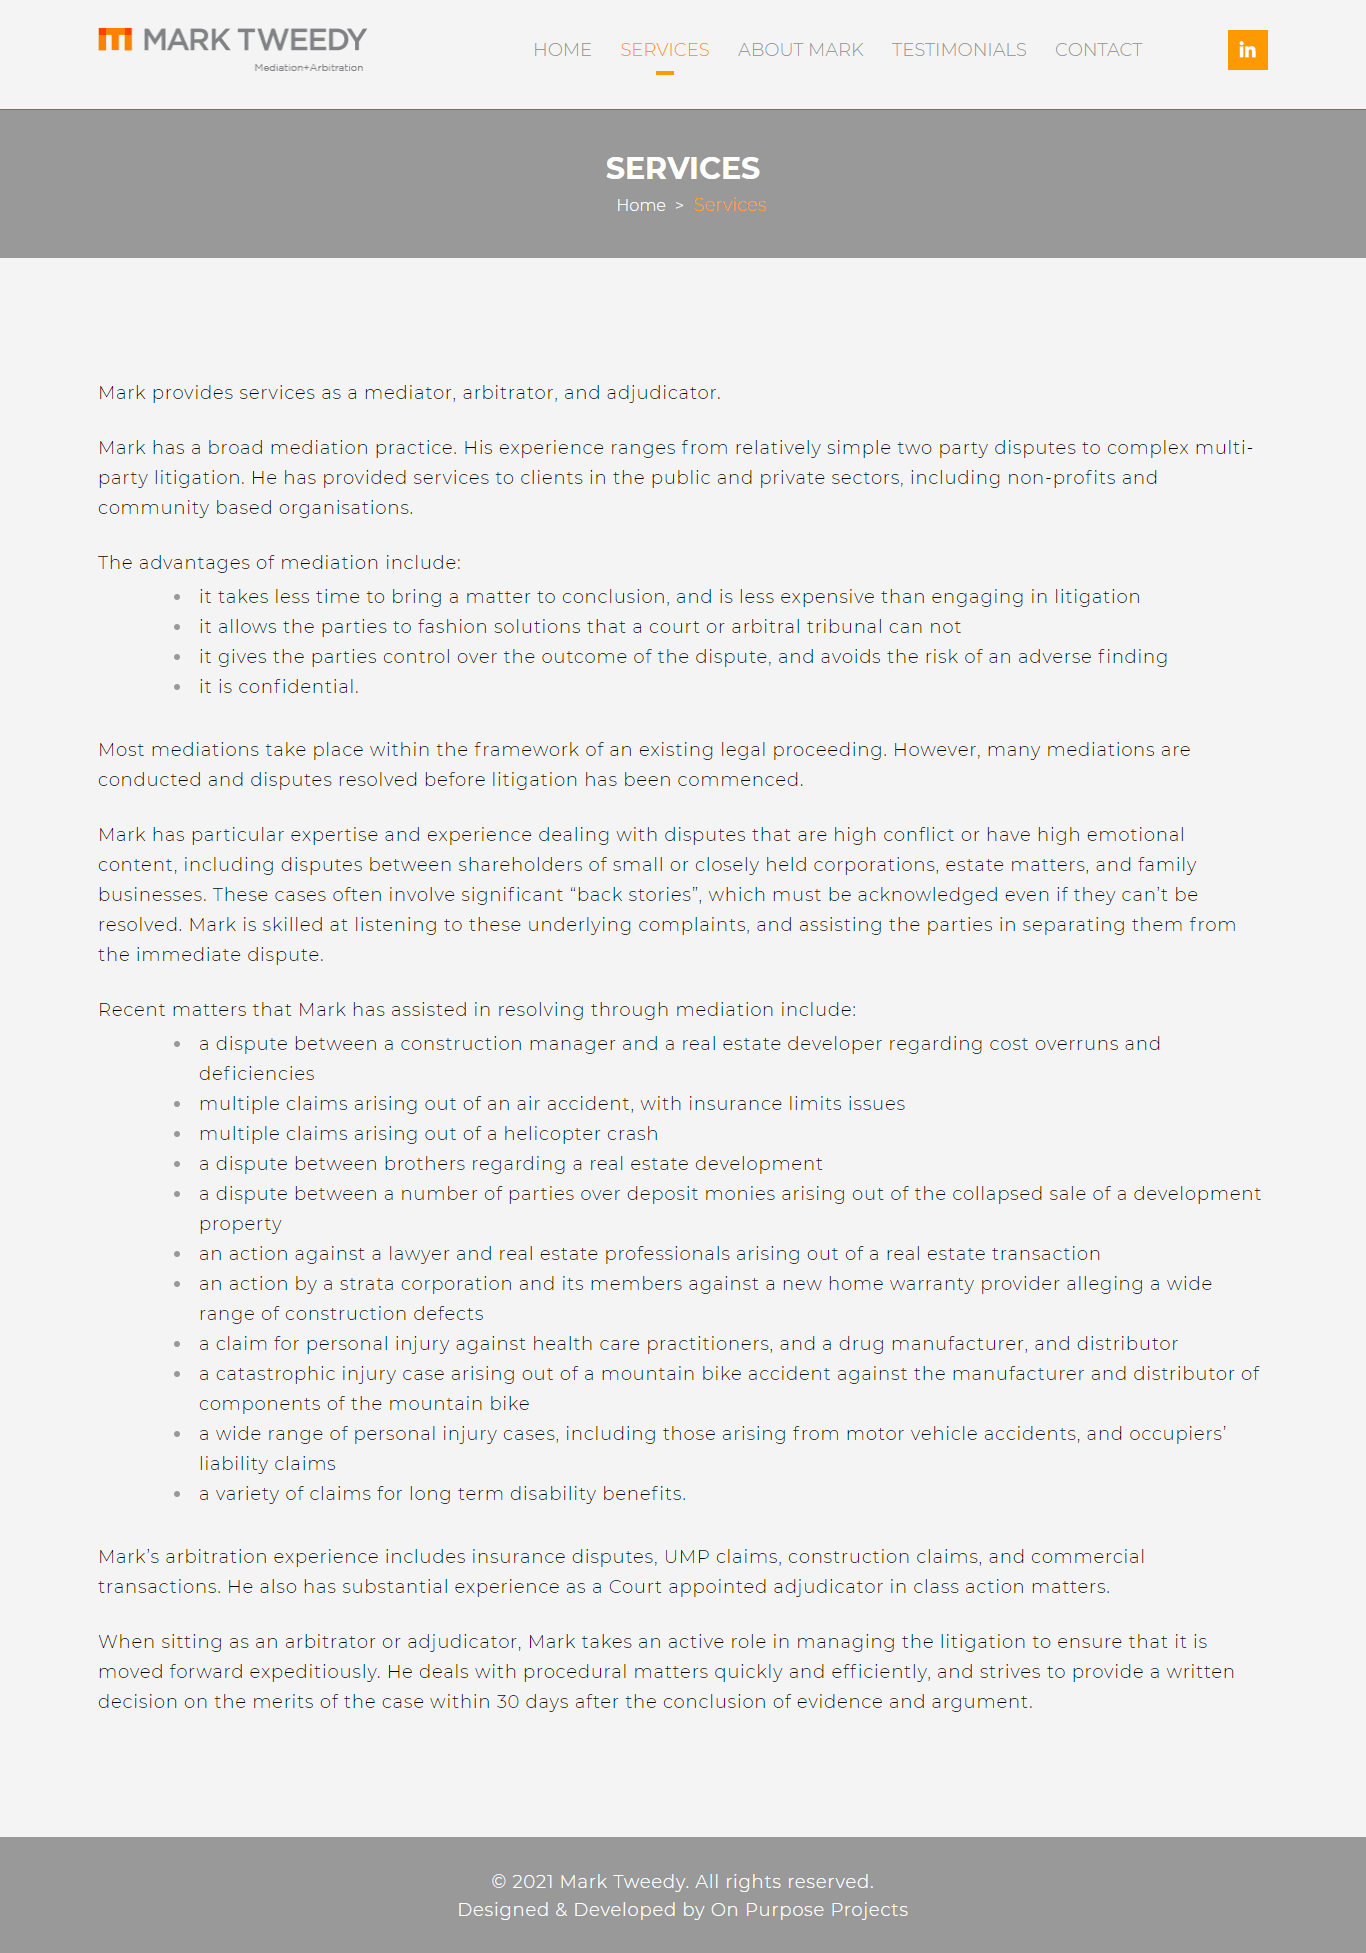 MARK TWEEDY
Mediation+Arbitration
HOME SERVICES ABOUT MARK TESTIMONIALS CONTACT
in
SERVICES
Home > Services
Mark provides services as a mediator, arbitrator, and adjudicator.
Mark has a broad mediation practice. His experience ranges from relatively simple two party disputes to complex multi-
party litigation. He has provided services to clients in the public and private sectors, including non-profits and
community based organisations.
The advantages of mediation include:
• it takes less time to bring a matter to conclusion, and is less expensive than engaging in litigation
• it allows the parties to fashion solutions that a court or arbitral tribunal can not
• it gives the parties control over the outcome of the dispute, and avoids the risk of an adverse finding
• it is confidential.
Most mediations take place within the framework of an existing legal proceeding. However, many mediations are
conducted and disputes resolved before litigation has been commenced.
Mark has particular expertise and experience dealing with disputes that are high conflict or have high emotional
content, including disputes between shareholders of small or closely held corporations, estate matters, and family
businesses. These cases often involve significant “back stories”, which must be acknowledged even if they can’t be
resolved. Mark is skilled at listening to these underlying complaints, and assisting the parties in separating them from
the immediate dispute.
Recent matters that Mark has assisted in resolving through mediation include:
• a dispute between a construction manager and a real estate developer regarding cost overruns and
deficiencies
• multiple claims arising out of an air accident, with insurance limits issues
• multiple claims arising out of a helicopter crash
• a dispute between brothers regarding a real estate development
• a dispute between a number of parties over deposit monies arising out of the collapsed sale of a development
property
• an action against a lawyer and real estate professionals arising out of a real estate transaction
• an action by a strata corporation and its members against a new home warranty provider alleging a wide
range of construction defects
• a claim for personal injury against health care practitioners, and a drug manufacturer, and distributor
• a catastrophic injury case arising out of a mountain bike accident against the manufacturer and distributor of
components of the mountain bike
• a wide range of personal injury cases, including those arising from motor vehicle accidents, and occupiers’
liability claims
• a variety of claims for long term disability benefits.
Mark’s arbitration experience includes insurance disputes, UMP claims, construction claims, and commercial
transactions. He also has substantial experience as a Court appointed adjudicator in class action matters.
When sitting as an arbitrator or adjudicator, Mark takes an active role in managing the litigation to ensure that it is
moved forward expeditiously. He deals with procedural matters quickly and efficiently, and strives to provide a written
decision on the merits of the case within 30 days after the conclusion of evidence and argument.
© 2021 Mark Tweedy. All rights reserved.
Designed & Developed by On Purpose Projects